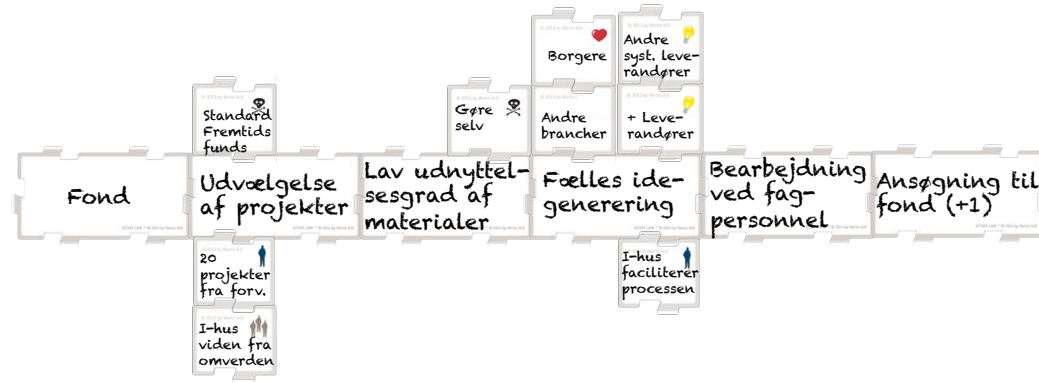 Borgere
Andre
syst. leve-
randører
Standard
Fremtids
funds
Gøre
selv
Andre
brancher
+ Leve-
randører
Fond
Udvælgelse
af projekter
Lav udnyttel-
sesgrad af
materialer
Fælles ide-
generering
Bearbejdning
ved fag-
personnel
Ansøgning til
fond (+1)
20
projekter
fra forv.
I-hus
viden fra
omverden
I-hus
faciliterer
processen